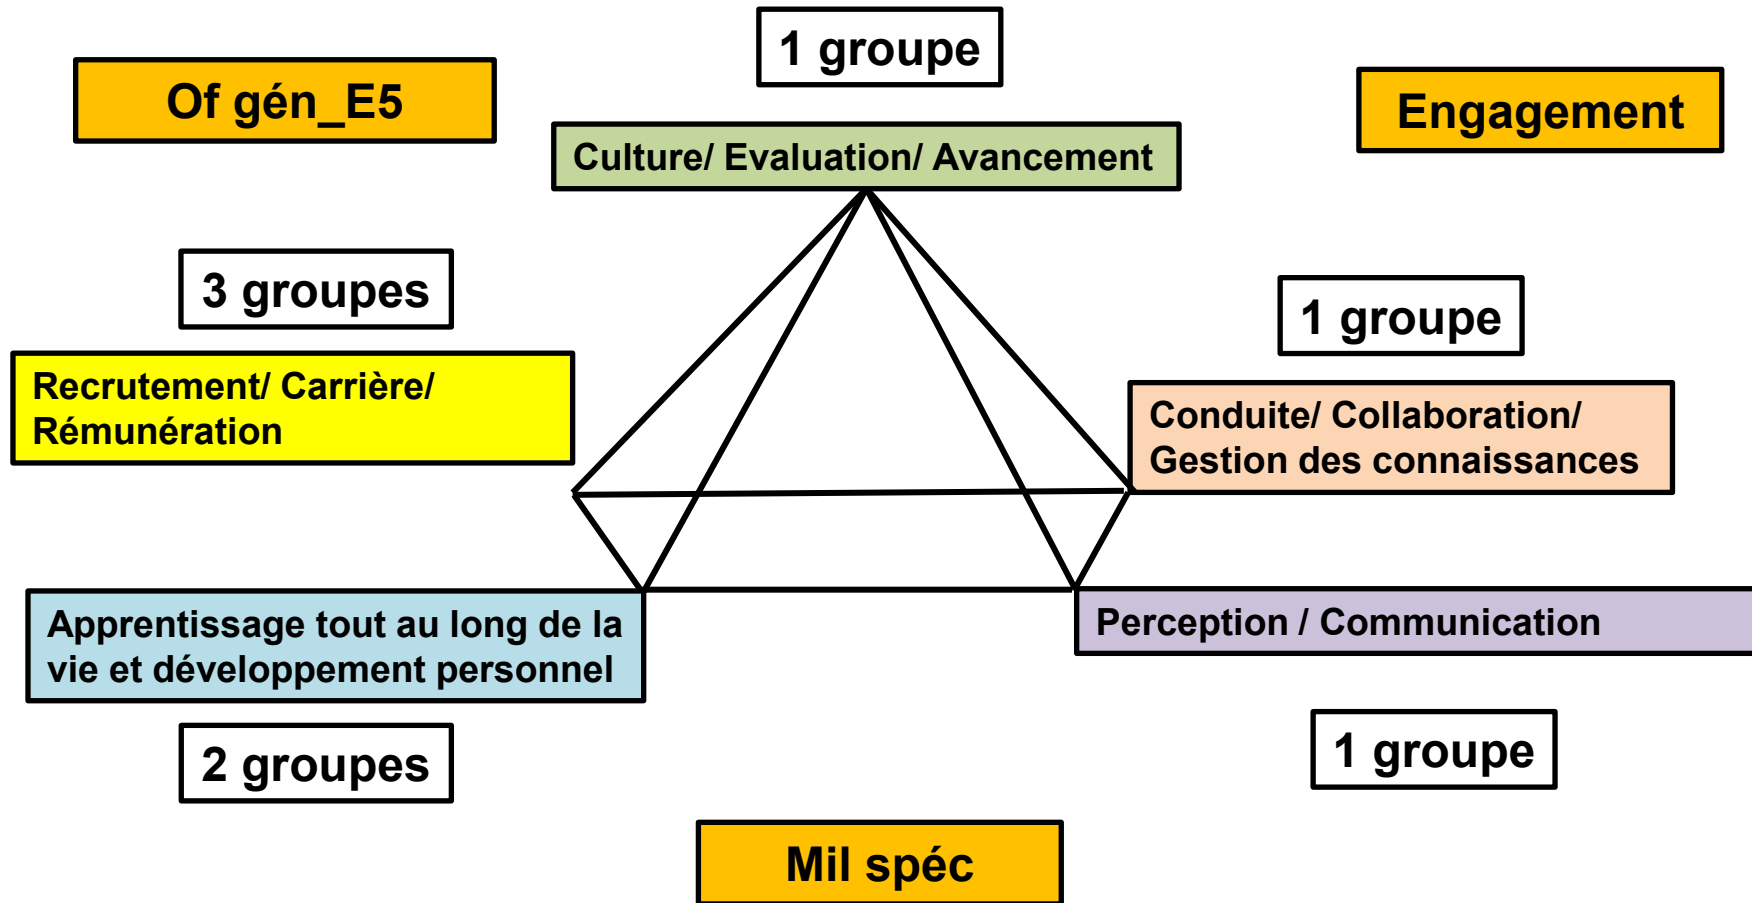 1 groupe
Of gén_E5
Engagement
Culture/ Evaluation/ Avancement
3 groupes
1 groupe
Recrutement/ Carrière/
Rémunération
Conduite/ Collaboration/
Gestion des connaissances
Apprentissage tout au long de la
vie et développement personnel
Perception / Communication
2 groupes
1 groupe
Mil spéc